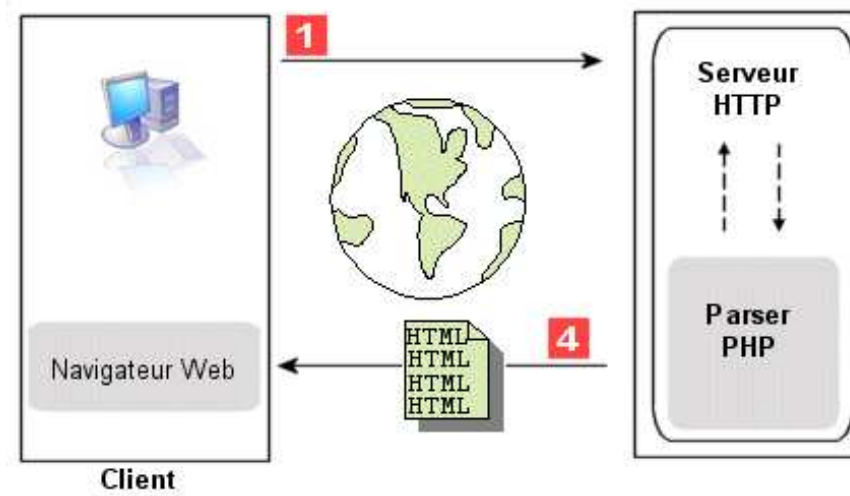 1
Serveur
HTTP
Parser
PHP
4
HTML
HTML
HTML
HTML
Navigateur Web
Client